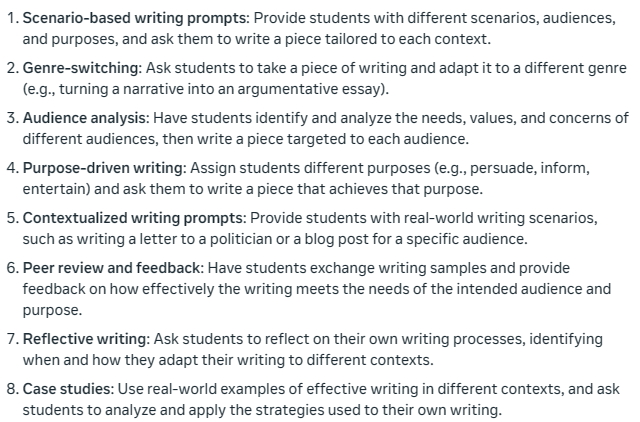 1. Scenario-based writing prompts: Provide students with different scenarios, audiences,
and purposes, and ask them to write a piece tailored to each context.
2. Genre-switching: Ask students to take a piece of writing and adapt it to a different genre
(e.g., turning a narrative into an argumentative essay).
3. Audience analysis: Have students identify and analyze the needs, values, and concerns of
different audiences, then write a piece targeted to each audience.
4. Purpose-driven writing: Assign students different purposes (e.g., persuade, inform,
entertain) and ask them to write a piece that achieves that purpose.
5. Contextualized writing prompts: Provide students with real-world writing scenarios,
such as writing a letter to a politician or a blog post for a specific audience.
6. Peer review and feedback: Have students exchange writing samples and provide
feedback on how effectively the writing meets the needs of the intended audience and
purpose.
7. Reflective writing: Ask students to reflect on their own writing processes, identifying
when and how they adapt their writing to different contexts.
8. Case studies: Use real-world examples of effective writing in different contexts, and ask
students to analyze and apply the strategies used to their own writing.